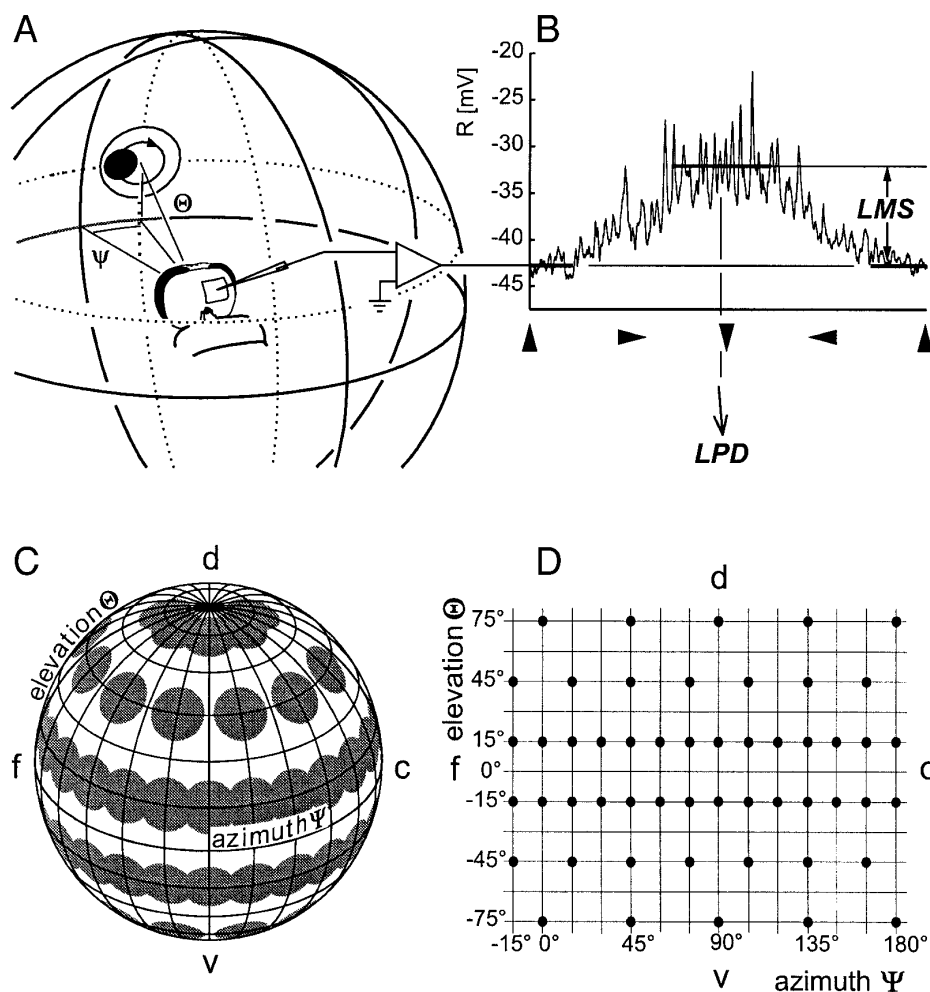 A
B
R [mV]
-20
-25
-30
-35
-40
-45
Θ
Ψ
LMS
LPD
C
d
elevation Θ
f
c
azimuth Ψ
v
D
d
elevation Θ
75°
45°
15°
f
0°
c
-15°
-45°
-75°
-15° 0° 45° 90° 135° 180°
v
azimuth Ψ